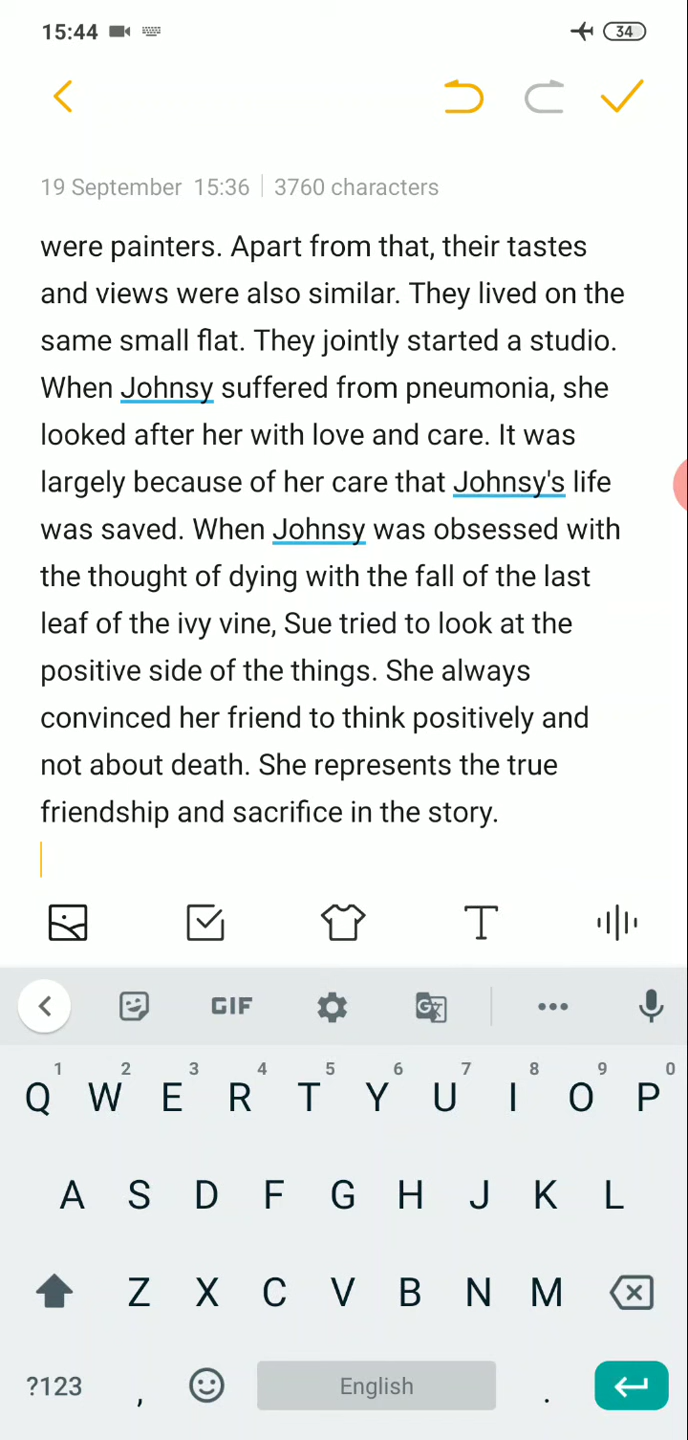 15:44
34
19 September 15:36 | 3760 characters
were painters. Apart from that, their tastes
and views were also similar. They lived on the
same small flat. They jointly started a studio.
When Johnsy suffered from pneumonia, she
looked after her with love and care. It was
largely because of her care that Johnsy's life
was saved. When Johnsy was obsessed with
the thought of dying with the fall of the last
leaf of the ivy vine, Sue tried to look at the
positive side of the things. She always
convinced her friend to think positively and
not about death. She represents the true
friendship and sacrifice in the story.
T
GIF
1 2 3 4 5 6 7 8 9 0
Q W E R T Y U I O P
A S D F G H J K L
Z X C V B N M
?123 , English .